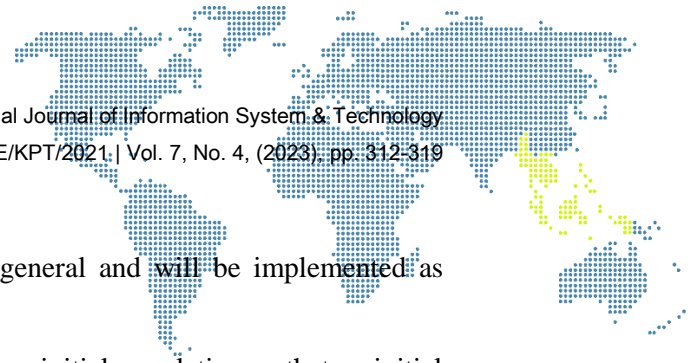 al Journal of Information System & Technology
E/KPT/2021 | Vol. 7, No. 4, (2023), pp. 312-319
general and will be implemented as